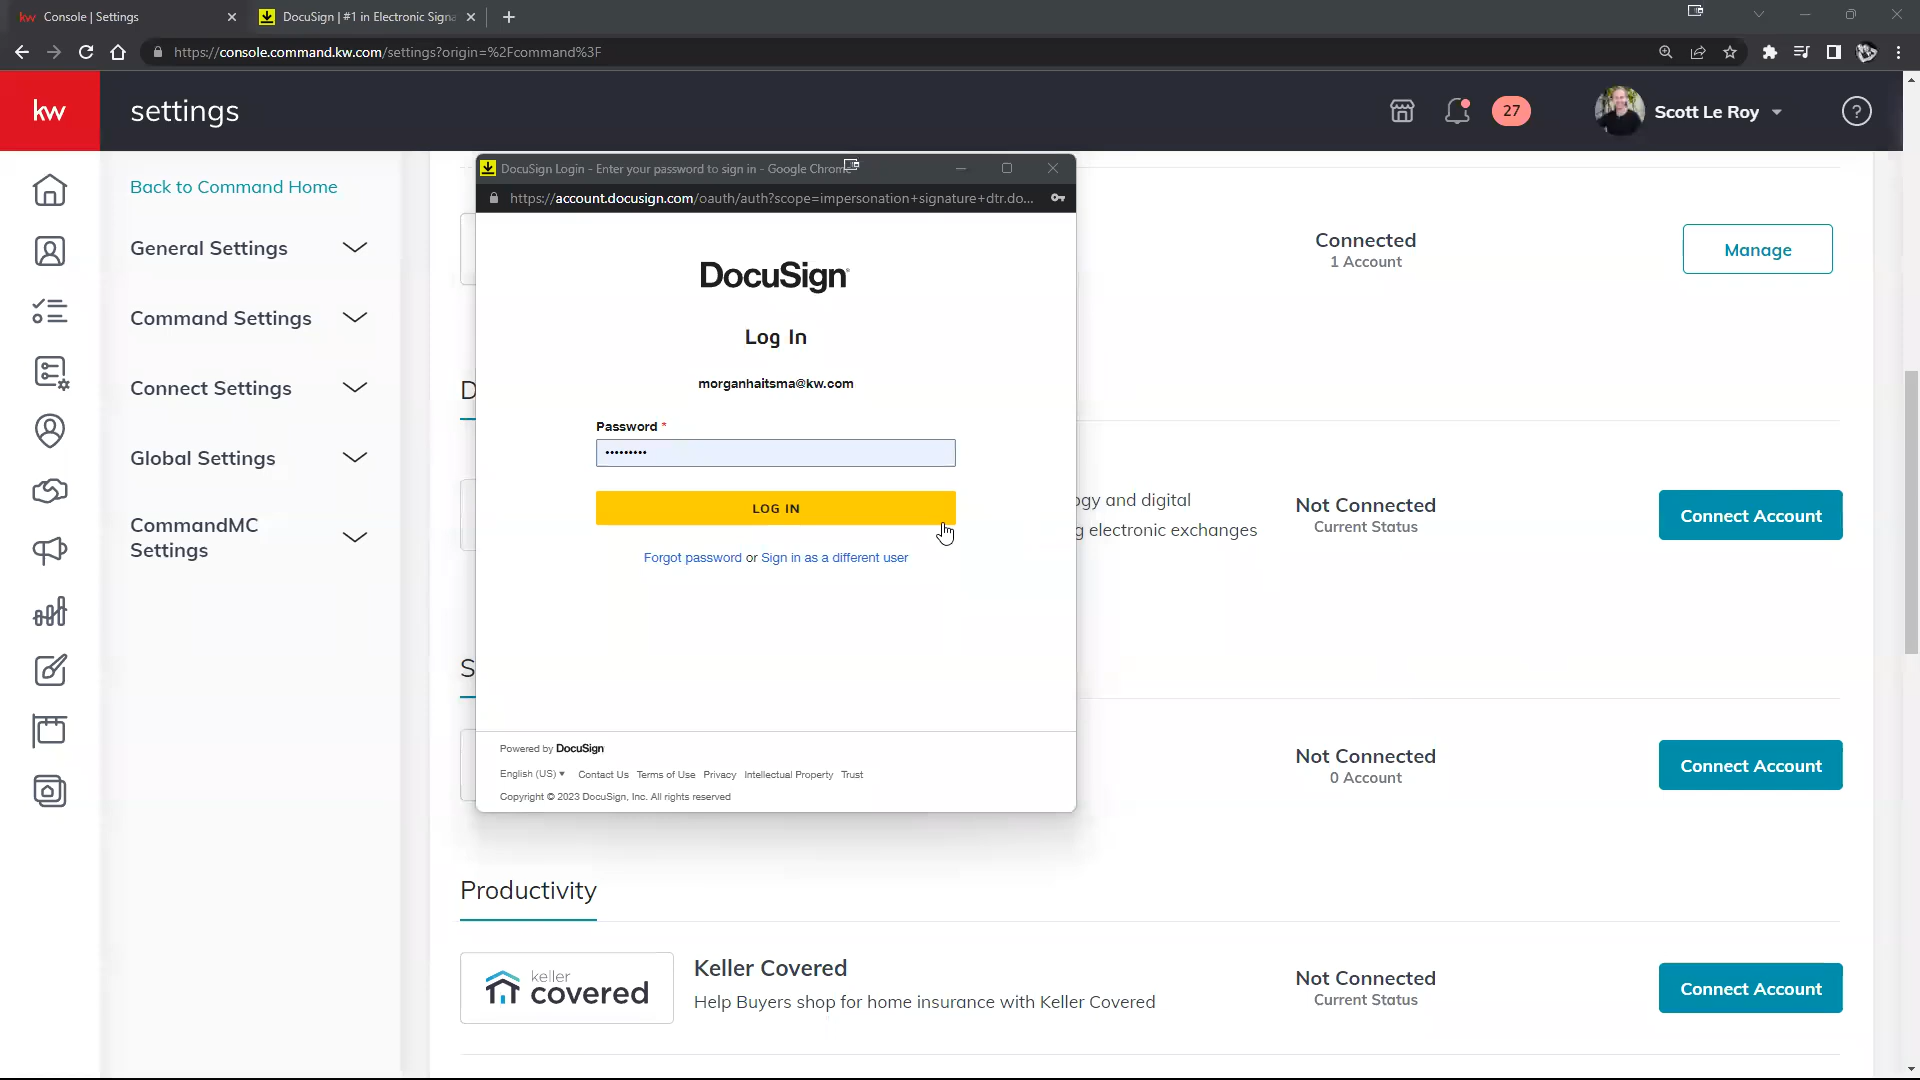 kw Console | Settings
DocuSign | #1 in Electronic Signa
https://console.command.kw.com/settings?origin=%2Fcommand%3F
kw
settings
27
Scott Le Roy
?
Back to Command Home
General Settings
Command Settings
Connect Settings
Global Settings
CommandMC
Settings
DocuSign Login - Enter your password to sign in - Google Chrome
https://account.docusign.com/oauth/auth?scope=impersonation+signature+dtr.do...
DocuSign
Log In
morganhaitsma@kw.com
Password *
•••••••••
LOG IN
Forgot password or Sign in as a different user
Powered by DocuSign
English (US) ▼ Contact Us Terms of Use Privacy Intellectual Property Trust
Copyright © 2023 DocuSign, Inc. All rights reserved
Connected
1 Account
Manage
D
and digital
electronic exchanges
Not Connected
Current Status
Connect Account
S
Not Connected
0 Account
Connect Account
Productivity
keller
covered
Keller Covered
Help Buyers shop for home insurance with Keller Covered
Not Connected
Current Status
Connect Account